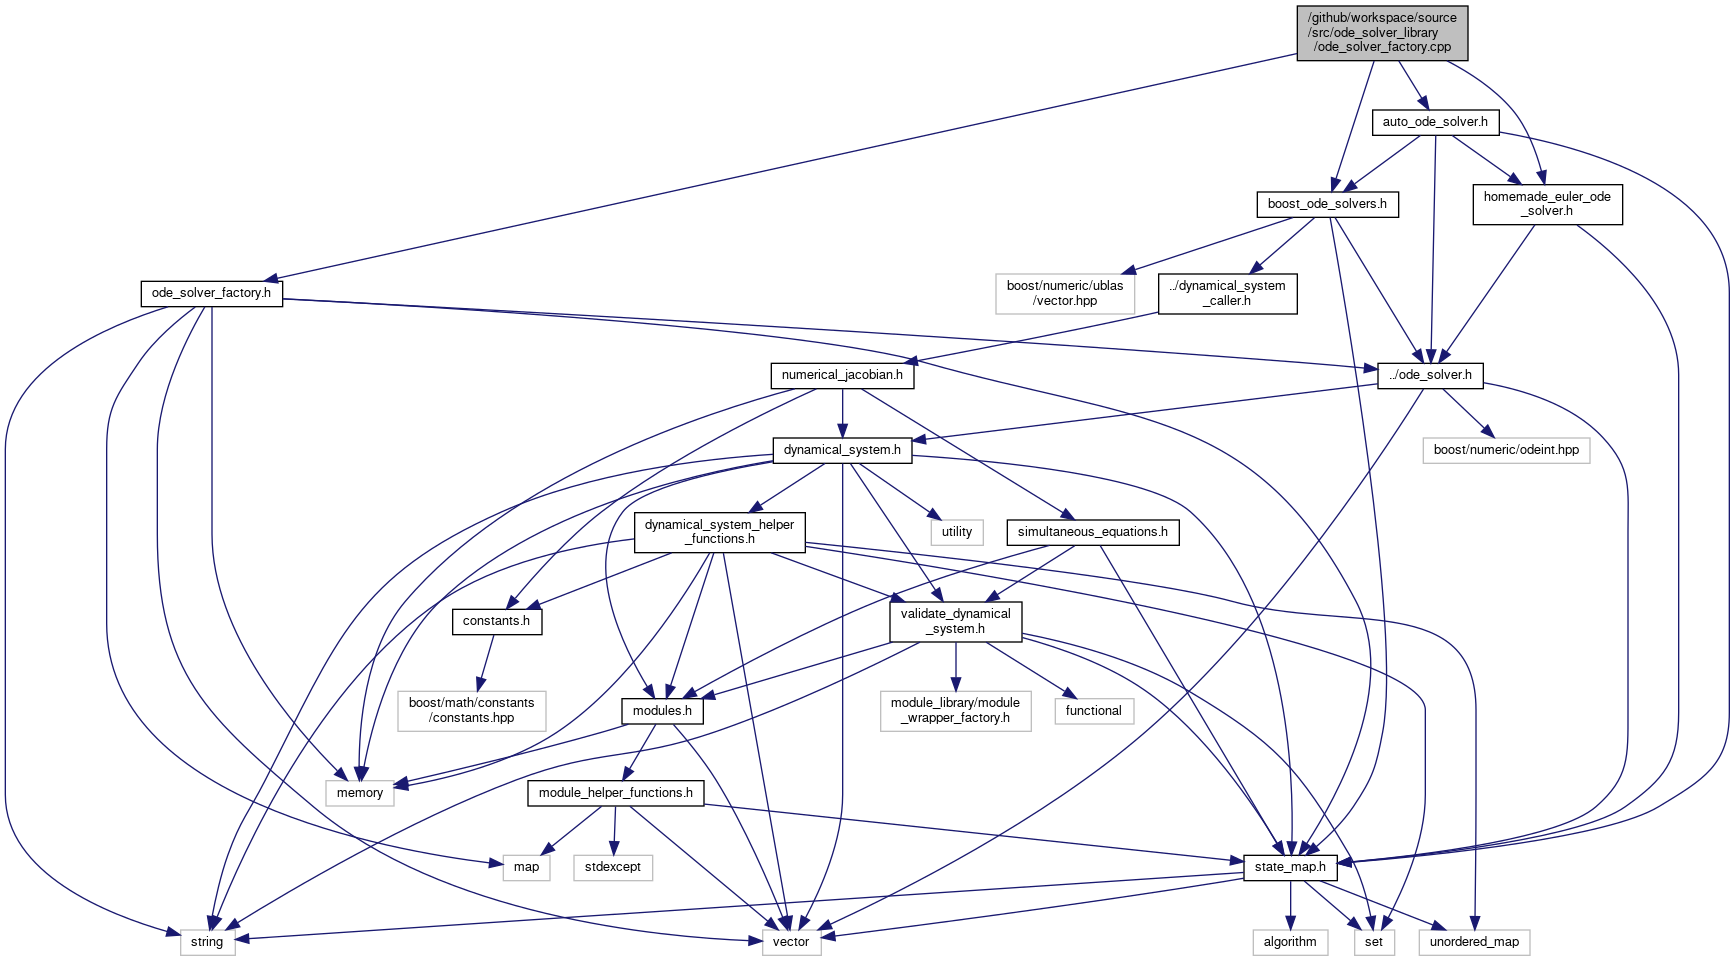 /github/workspace/source
/src/ode_solver_library
/ode_solver_factory.cpp
auto_ode_solver.h
boost_ode_solvers.h
homemade_euler_ode
_solver.h
ode_solver_factory.h
boost/numeric/ublas
/vector.hpp
../dynamical_system
_caller.h
numerical_jacobian.h
../ode_solver.h
dynamical_system.h
boost/numeric/odeint.hpp
dynamical_system_helper
_functions.h
utility
simultaneous_equations.h
constants.h
validate_dynamical
_system.h
boost/math/constants
/constants.hpp
modules.h
module_library/module
_wrapper_factory.h
functional
memory
module_helper_functions.h
map
stdexcept
state_map.h
string
vector
algorithm
set
unordered_map